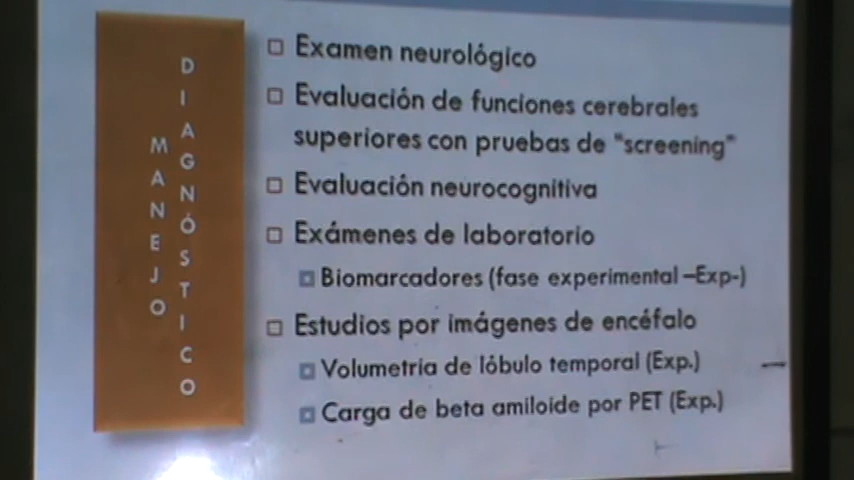 MANEJO
DIAGNÓSTICO
Examen neurológico
Evaluación de funciones cerebrales
superiores con pruebas de "screening"
Evaluación neurocognitiva
Exámenes de laboratorio
Biomarcadores (fase experimental –Exp-)
Estudios por imágenes de encéfalo
Volumetría de lóbulo temporal (Exp.)
Carga de beta amiloide por PET (Exp.)